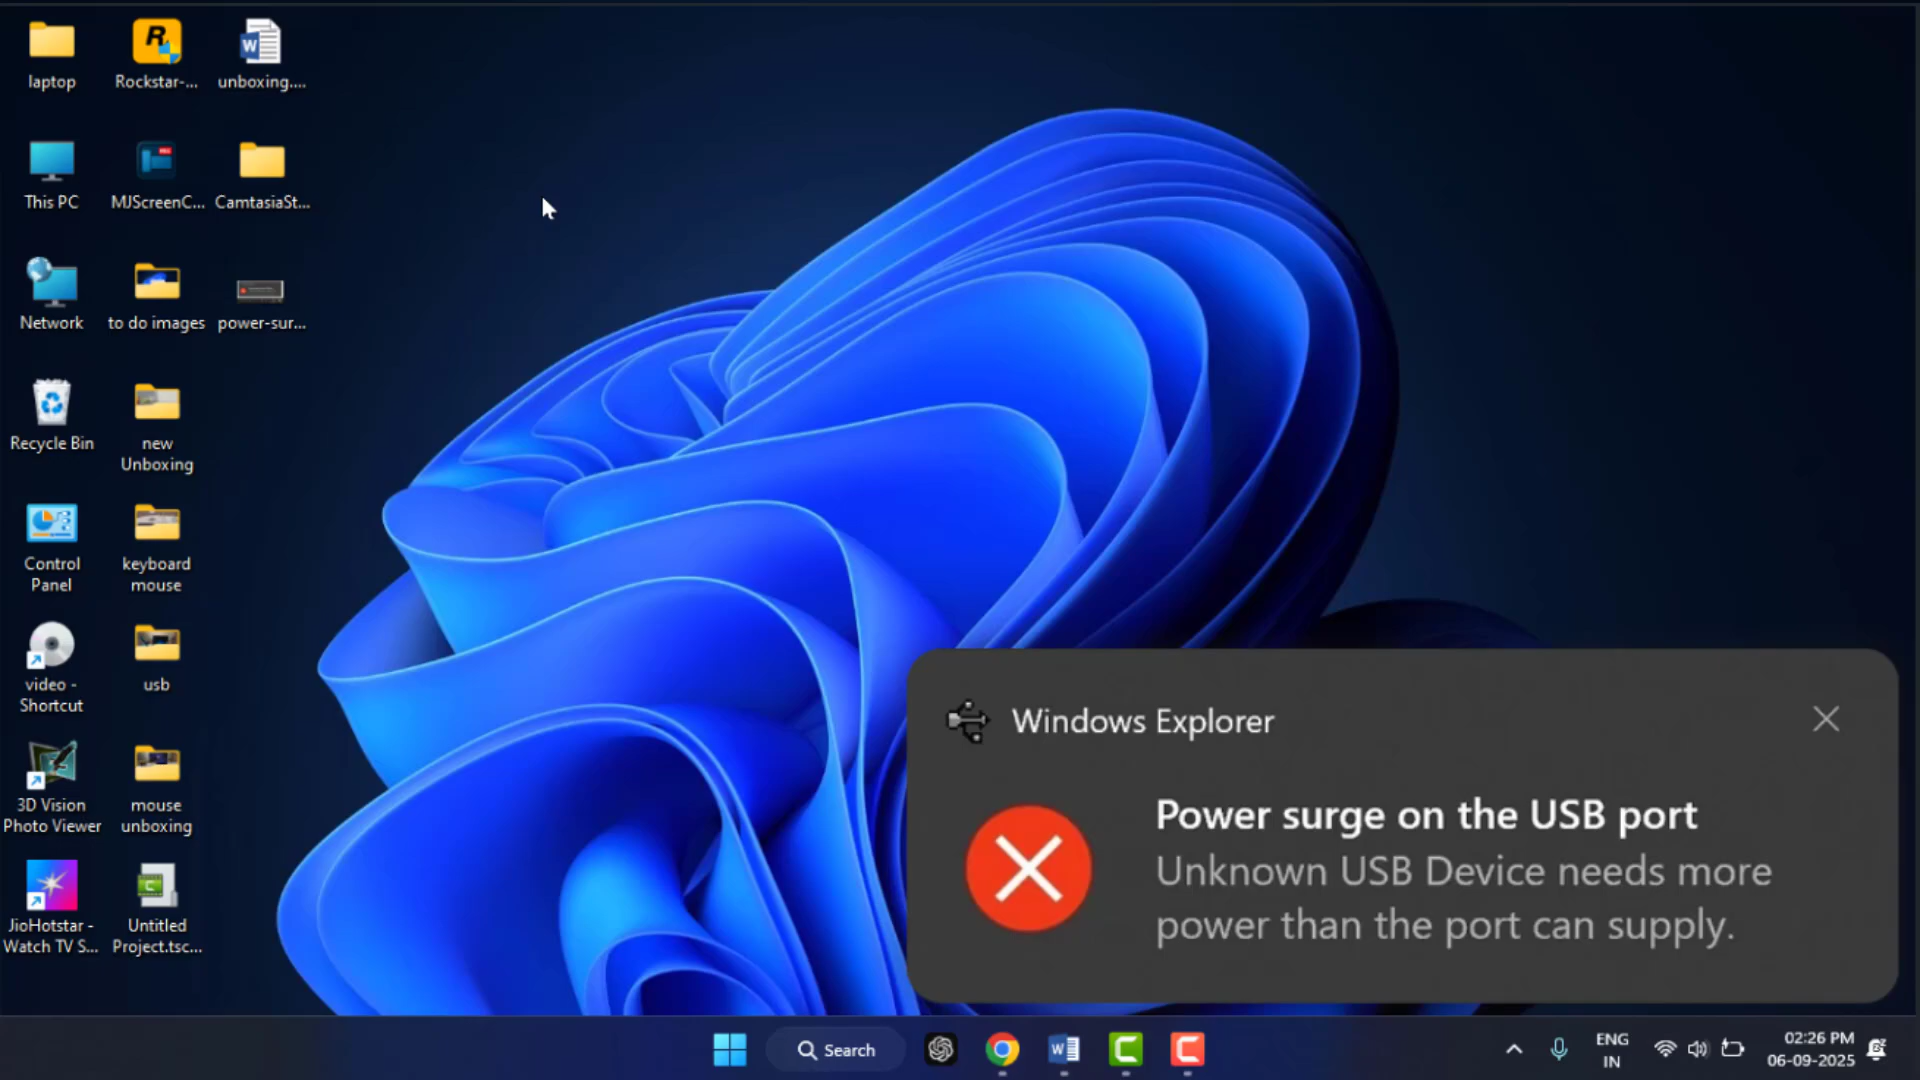 laptop
Rockstar-...
unboxing....
This PC
MJScreenC...
CamtasiaSt...
Network
to do images
power-sur...
Recycle Bin
new
Unboxing
Control
Panel
keyboard
mouse
video -
Shortcut
usb
3D Vision
Photo Viewer
mouse
unboxing
JioHotstar -
Watch TV S...
Untitled
Project.tsc...
Windows Explorer
Power surge on the USB port
Unknown USB Device needs more
power than the port can supply.
Search
ENG
IN
02:26 PM
06-09-2025